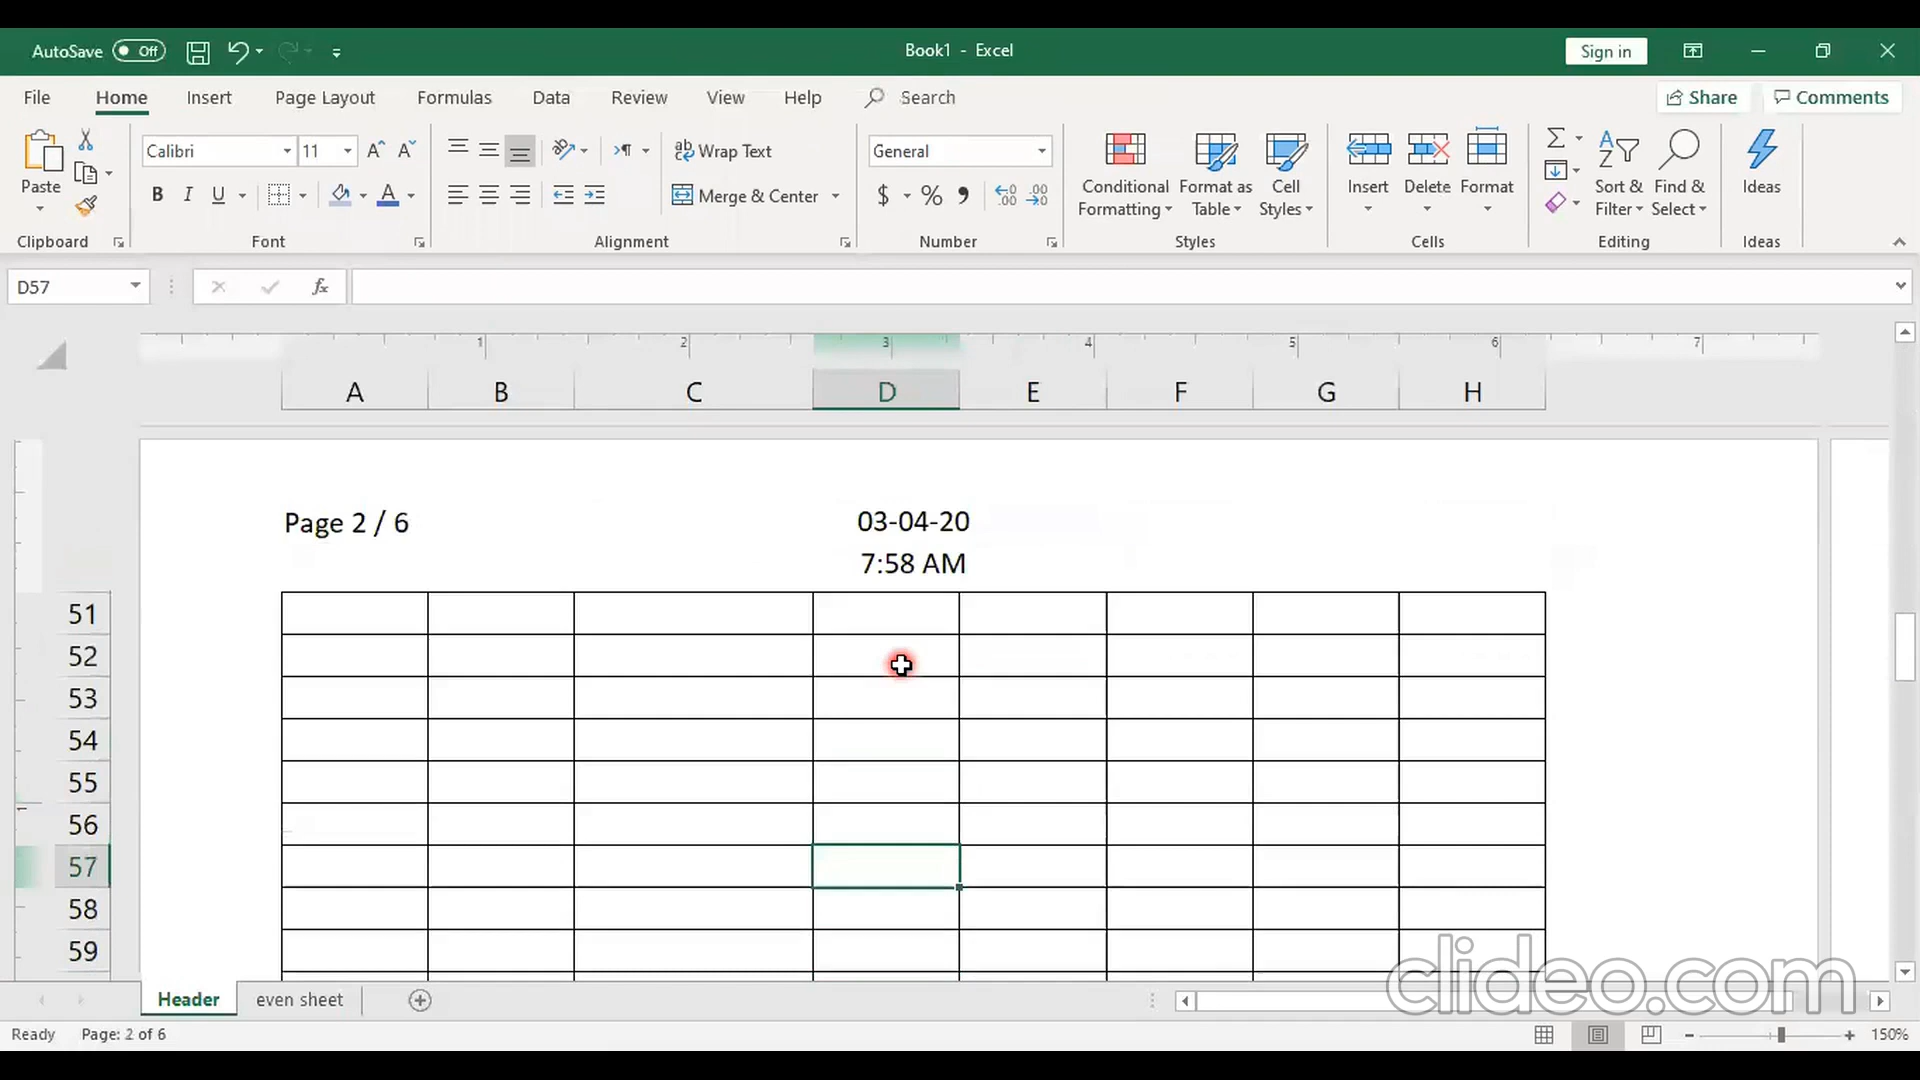 AutoSave Off Book1 - Excel Sign in
File Home Insert Page Layout Formulas Data Review View Help Search Share Comments
Paste
Clipboard
Calibri 11
B I U A
Font
Wrap Text
Merge & Center
Alignment
General
$ % ,
Number
Conditional Formatting
Format as Table
Cell Styles
Styles
Insert Delete Format
Cells
Sort & Filter
Find & Select
Editing
Ideas
Ideas
D57 fx
1 2 3 4 5 6 7
A B C D E F G H
Page 2 / 6 03-04-20
7:58 AM
51
52
53
54
55
56
57
58
59
clideo.com
Header even sheet
Ready Page: 2 of 6 150%